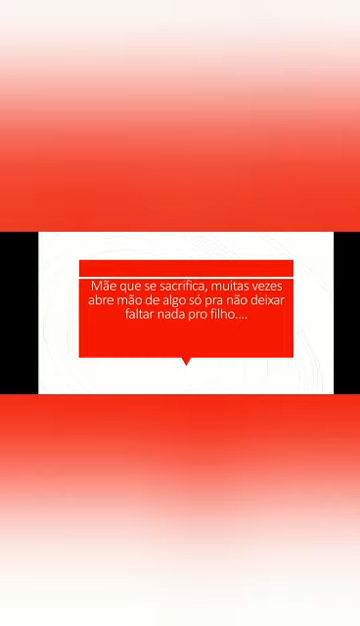 Mãe que se sacrifica, muitas vezes
abre mão de algo só pra não deixar
faltar nada pro filho....